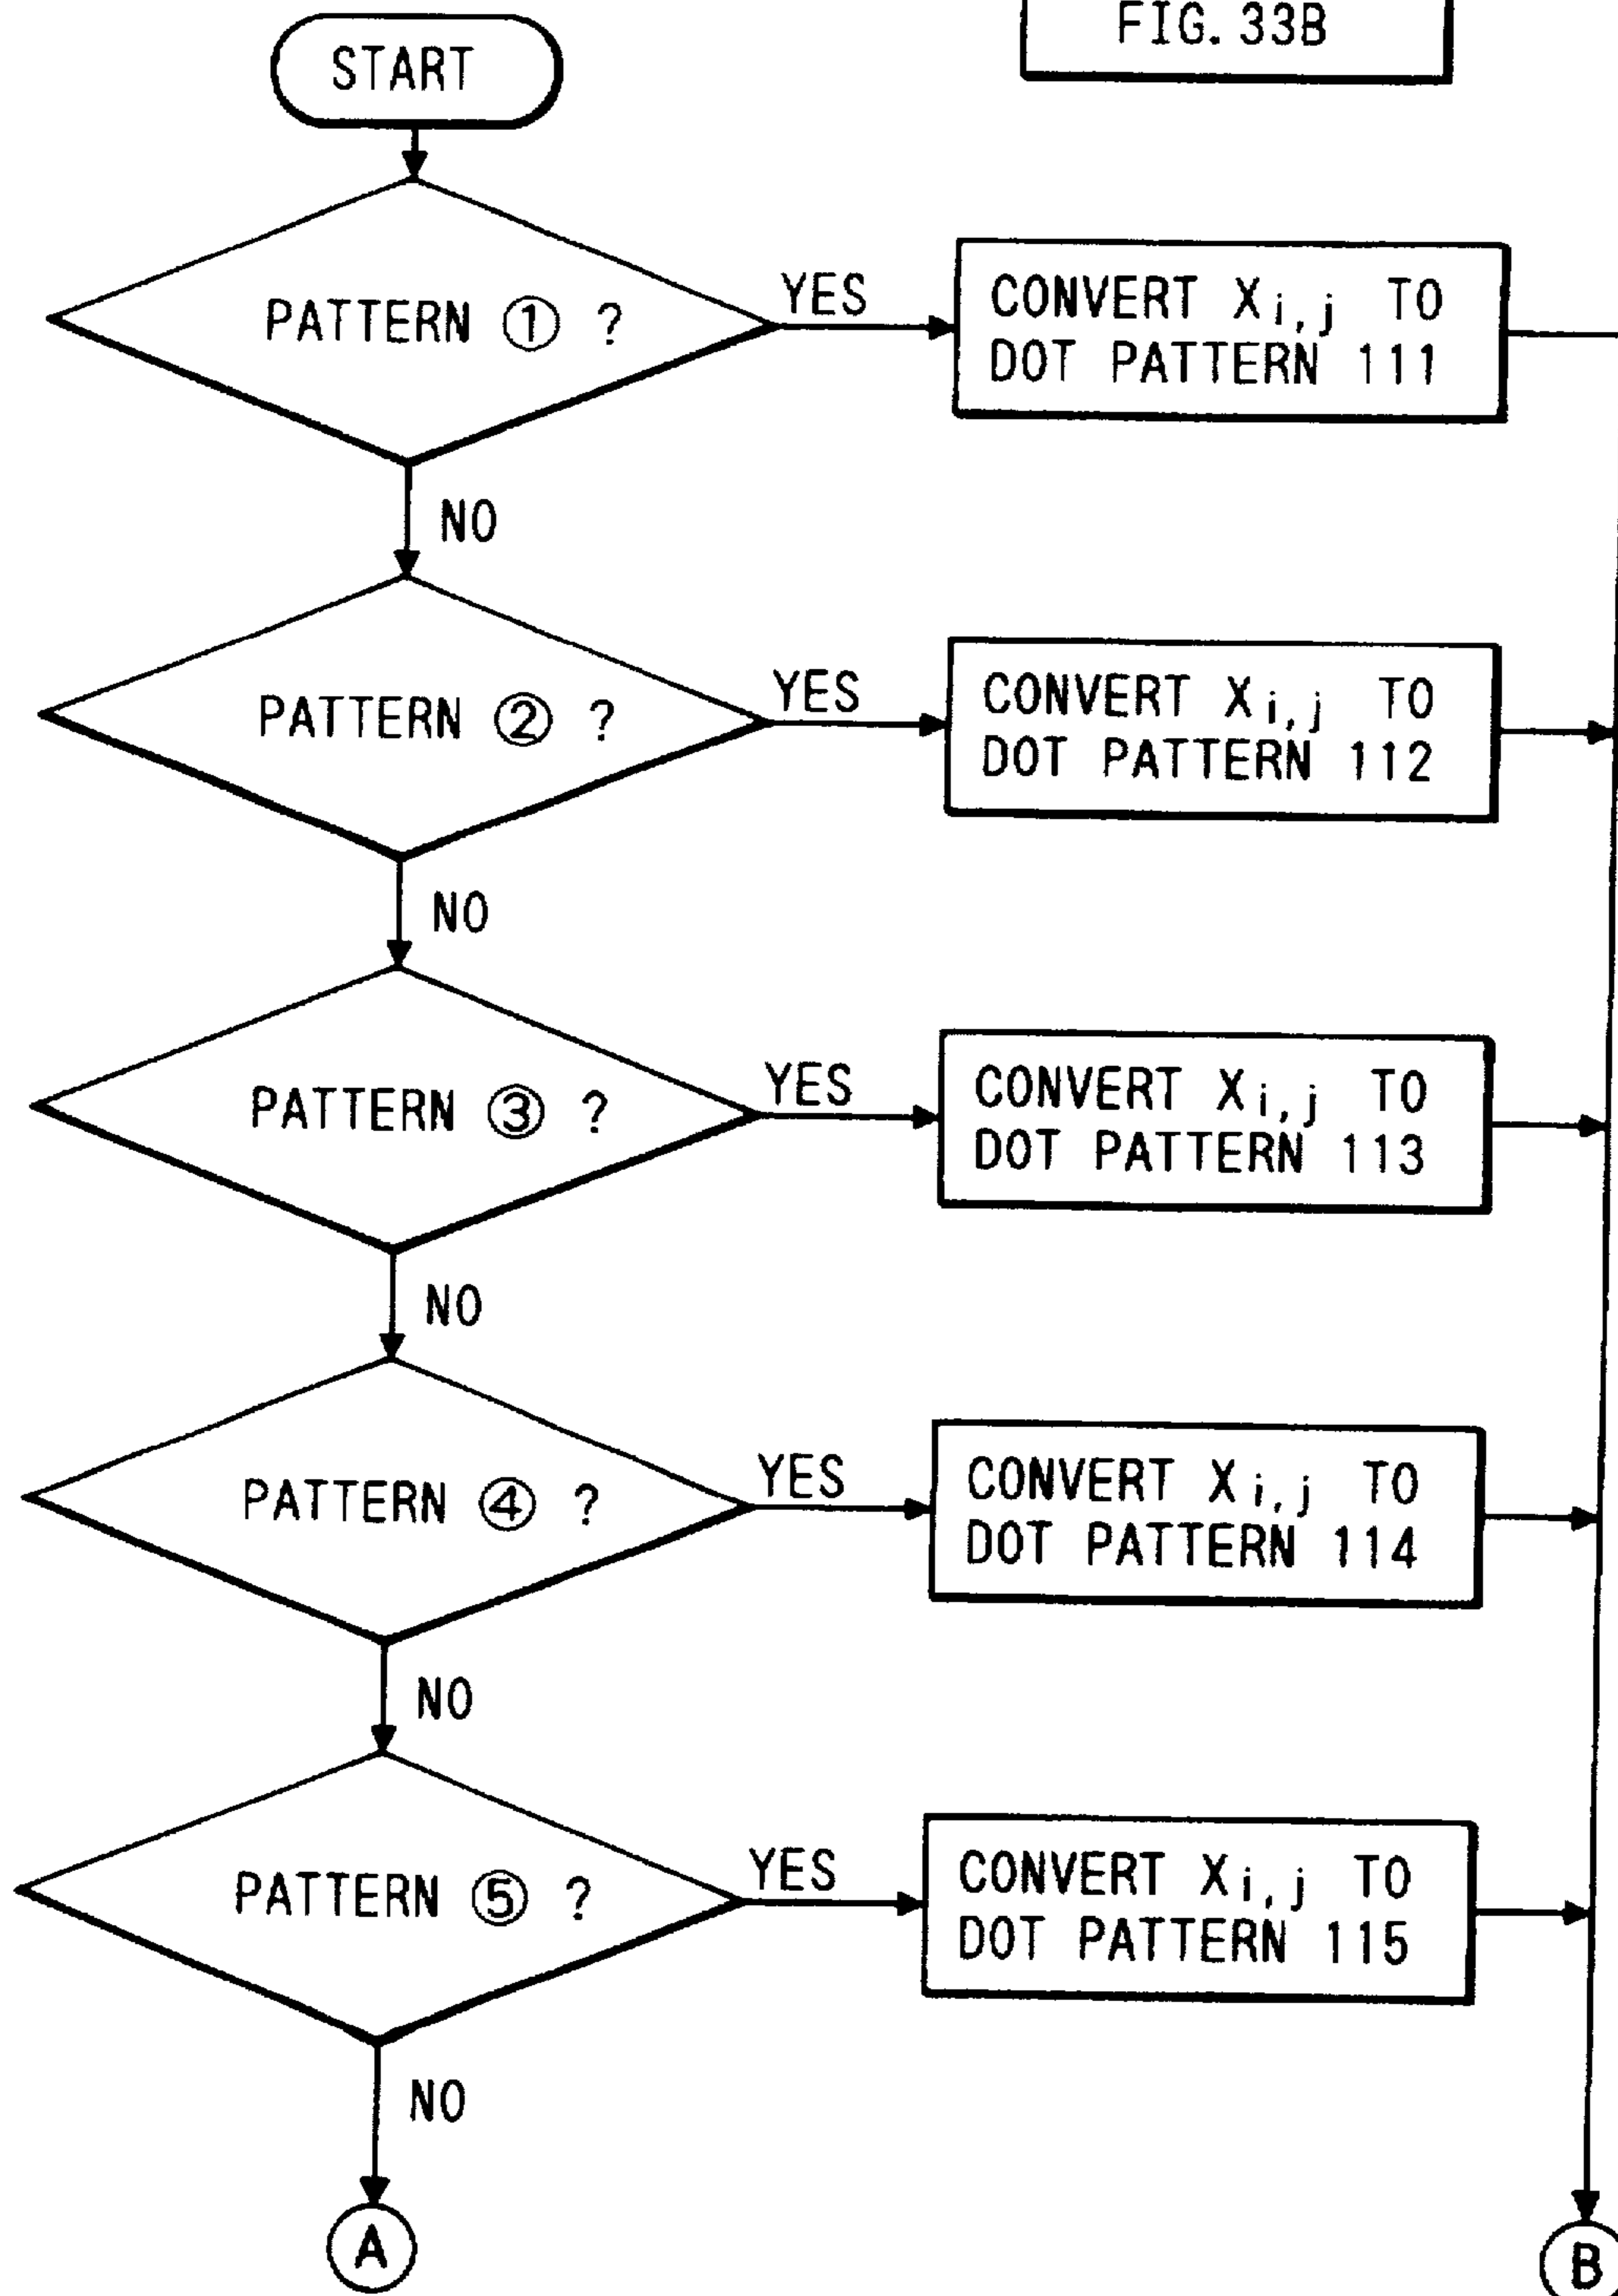 FIG. 33B
START
PATTERN ① ?
YES
CONVERT Xi,j TO
DOT PATTERN 111
NO
PATTERN ② ?
YES
CONVERT Xi,j TO
DOT PATTERN 112
NO
PATTERN ③ ?
YES
CONVERT Xi,j TO
DOT PATTERN 113
NO
PATTERN ④ ?
YES
CONVERT Xi,j TO
DOT PATTERN 114
NO
PATTERN ⑤ ?
YES
CONVERT Xi,j TO
DOT PATTERN 115
NO
A
B